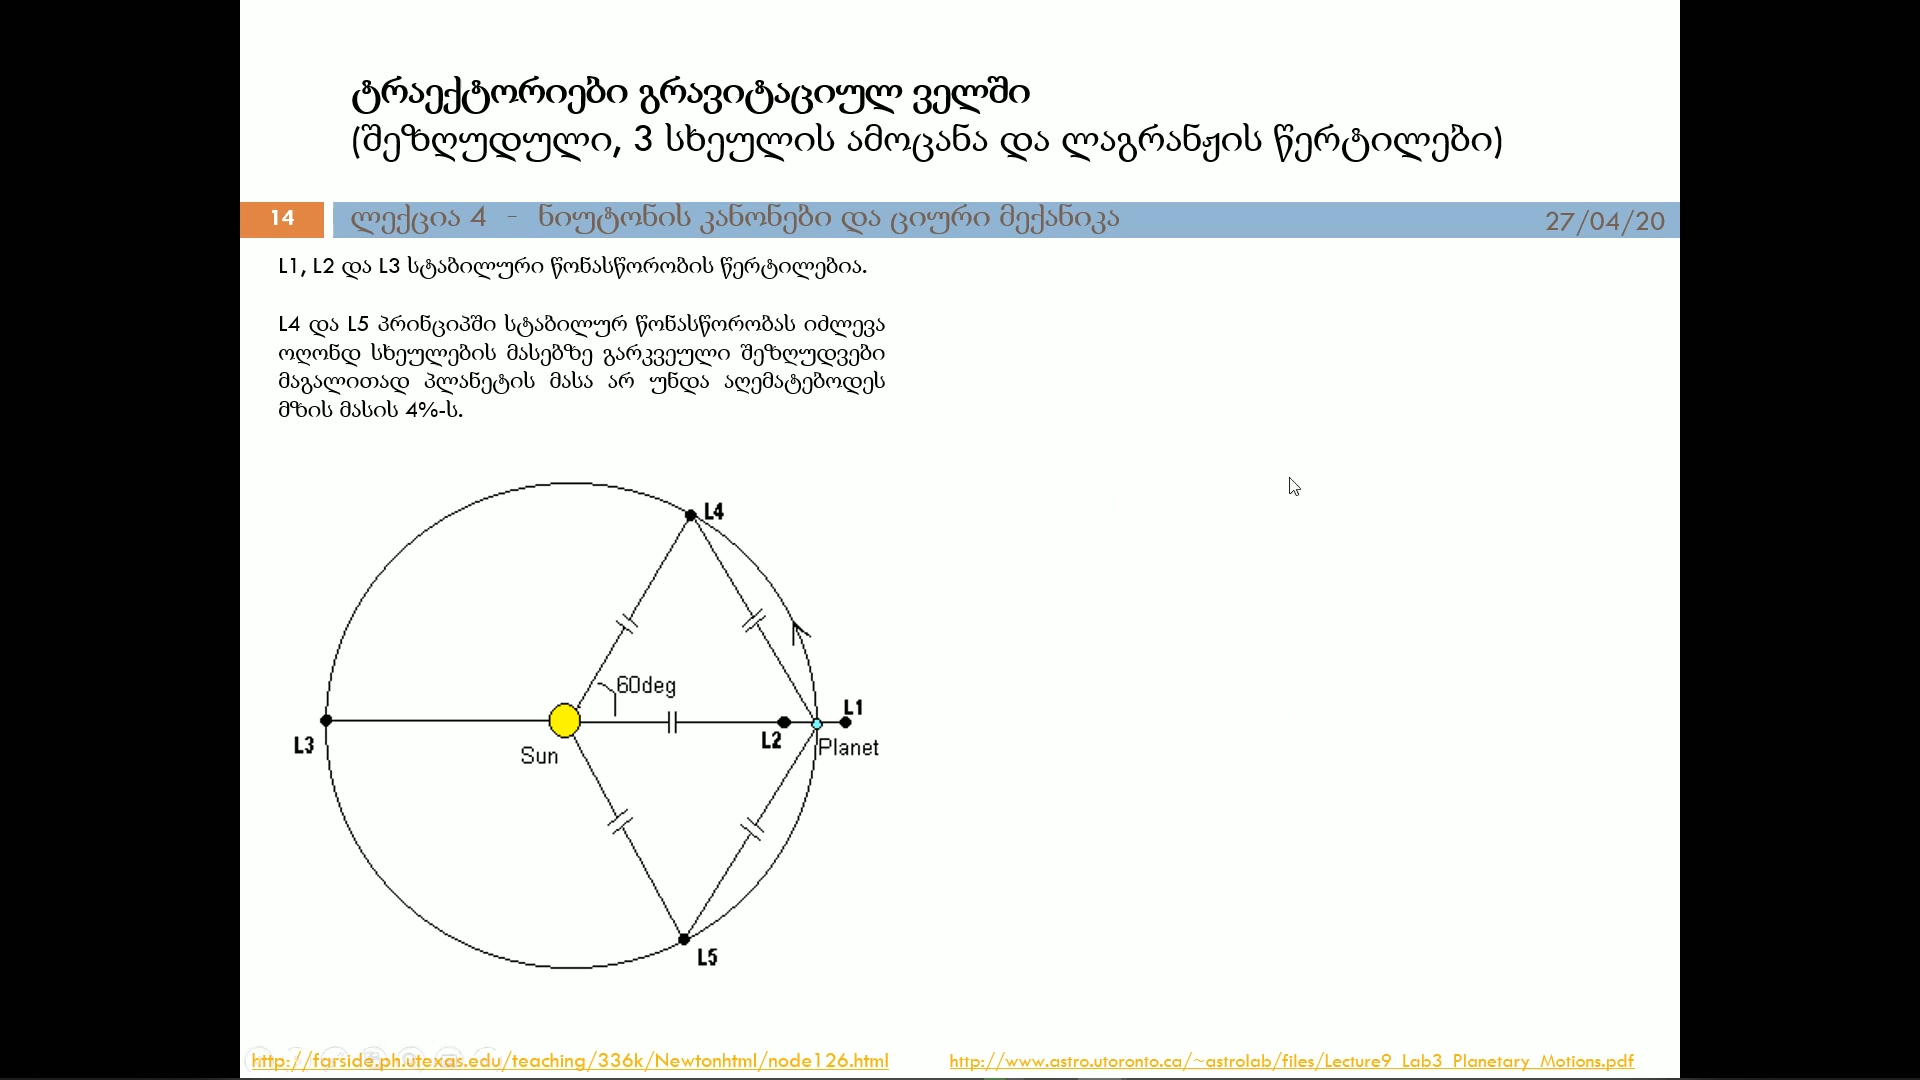 ტრაექტორიები გრავიტაციულ ველში
(შეზღუდული, 3 სხეულის ამოცანა და ლაგრანჟის წერტილები)
14 ლექცია 4 - ნიუტონის კანონები და ციური მექანიკა 27/04/20
L1, L2 და L3 სტაბილური წონასწორობის წერტილებია.
L4 და L5 პრინციპში სტაბილურ წონასწორობას იძლევა
ოღონდ სხეულების მასებზე გარკვეული შეზღუდვები
მაგალითად პლანეტის მასა არ უნდა აღემატებოდეს
მზის მასის 4%-ს.
L4
60deg
L1
L3
Sun
L2
Planet
L5
http://farside.ph.utexas.edu/teaching/336k/Newtonhtml/node126.html
http://www.astro.utoronto.ca/~astrolab/files/Lecture9_Lab3_Planetary_Motions.pdf